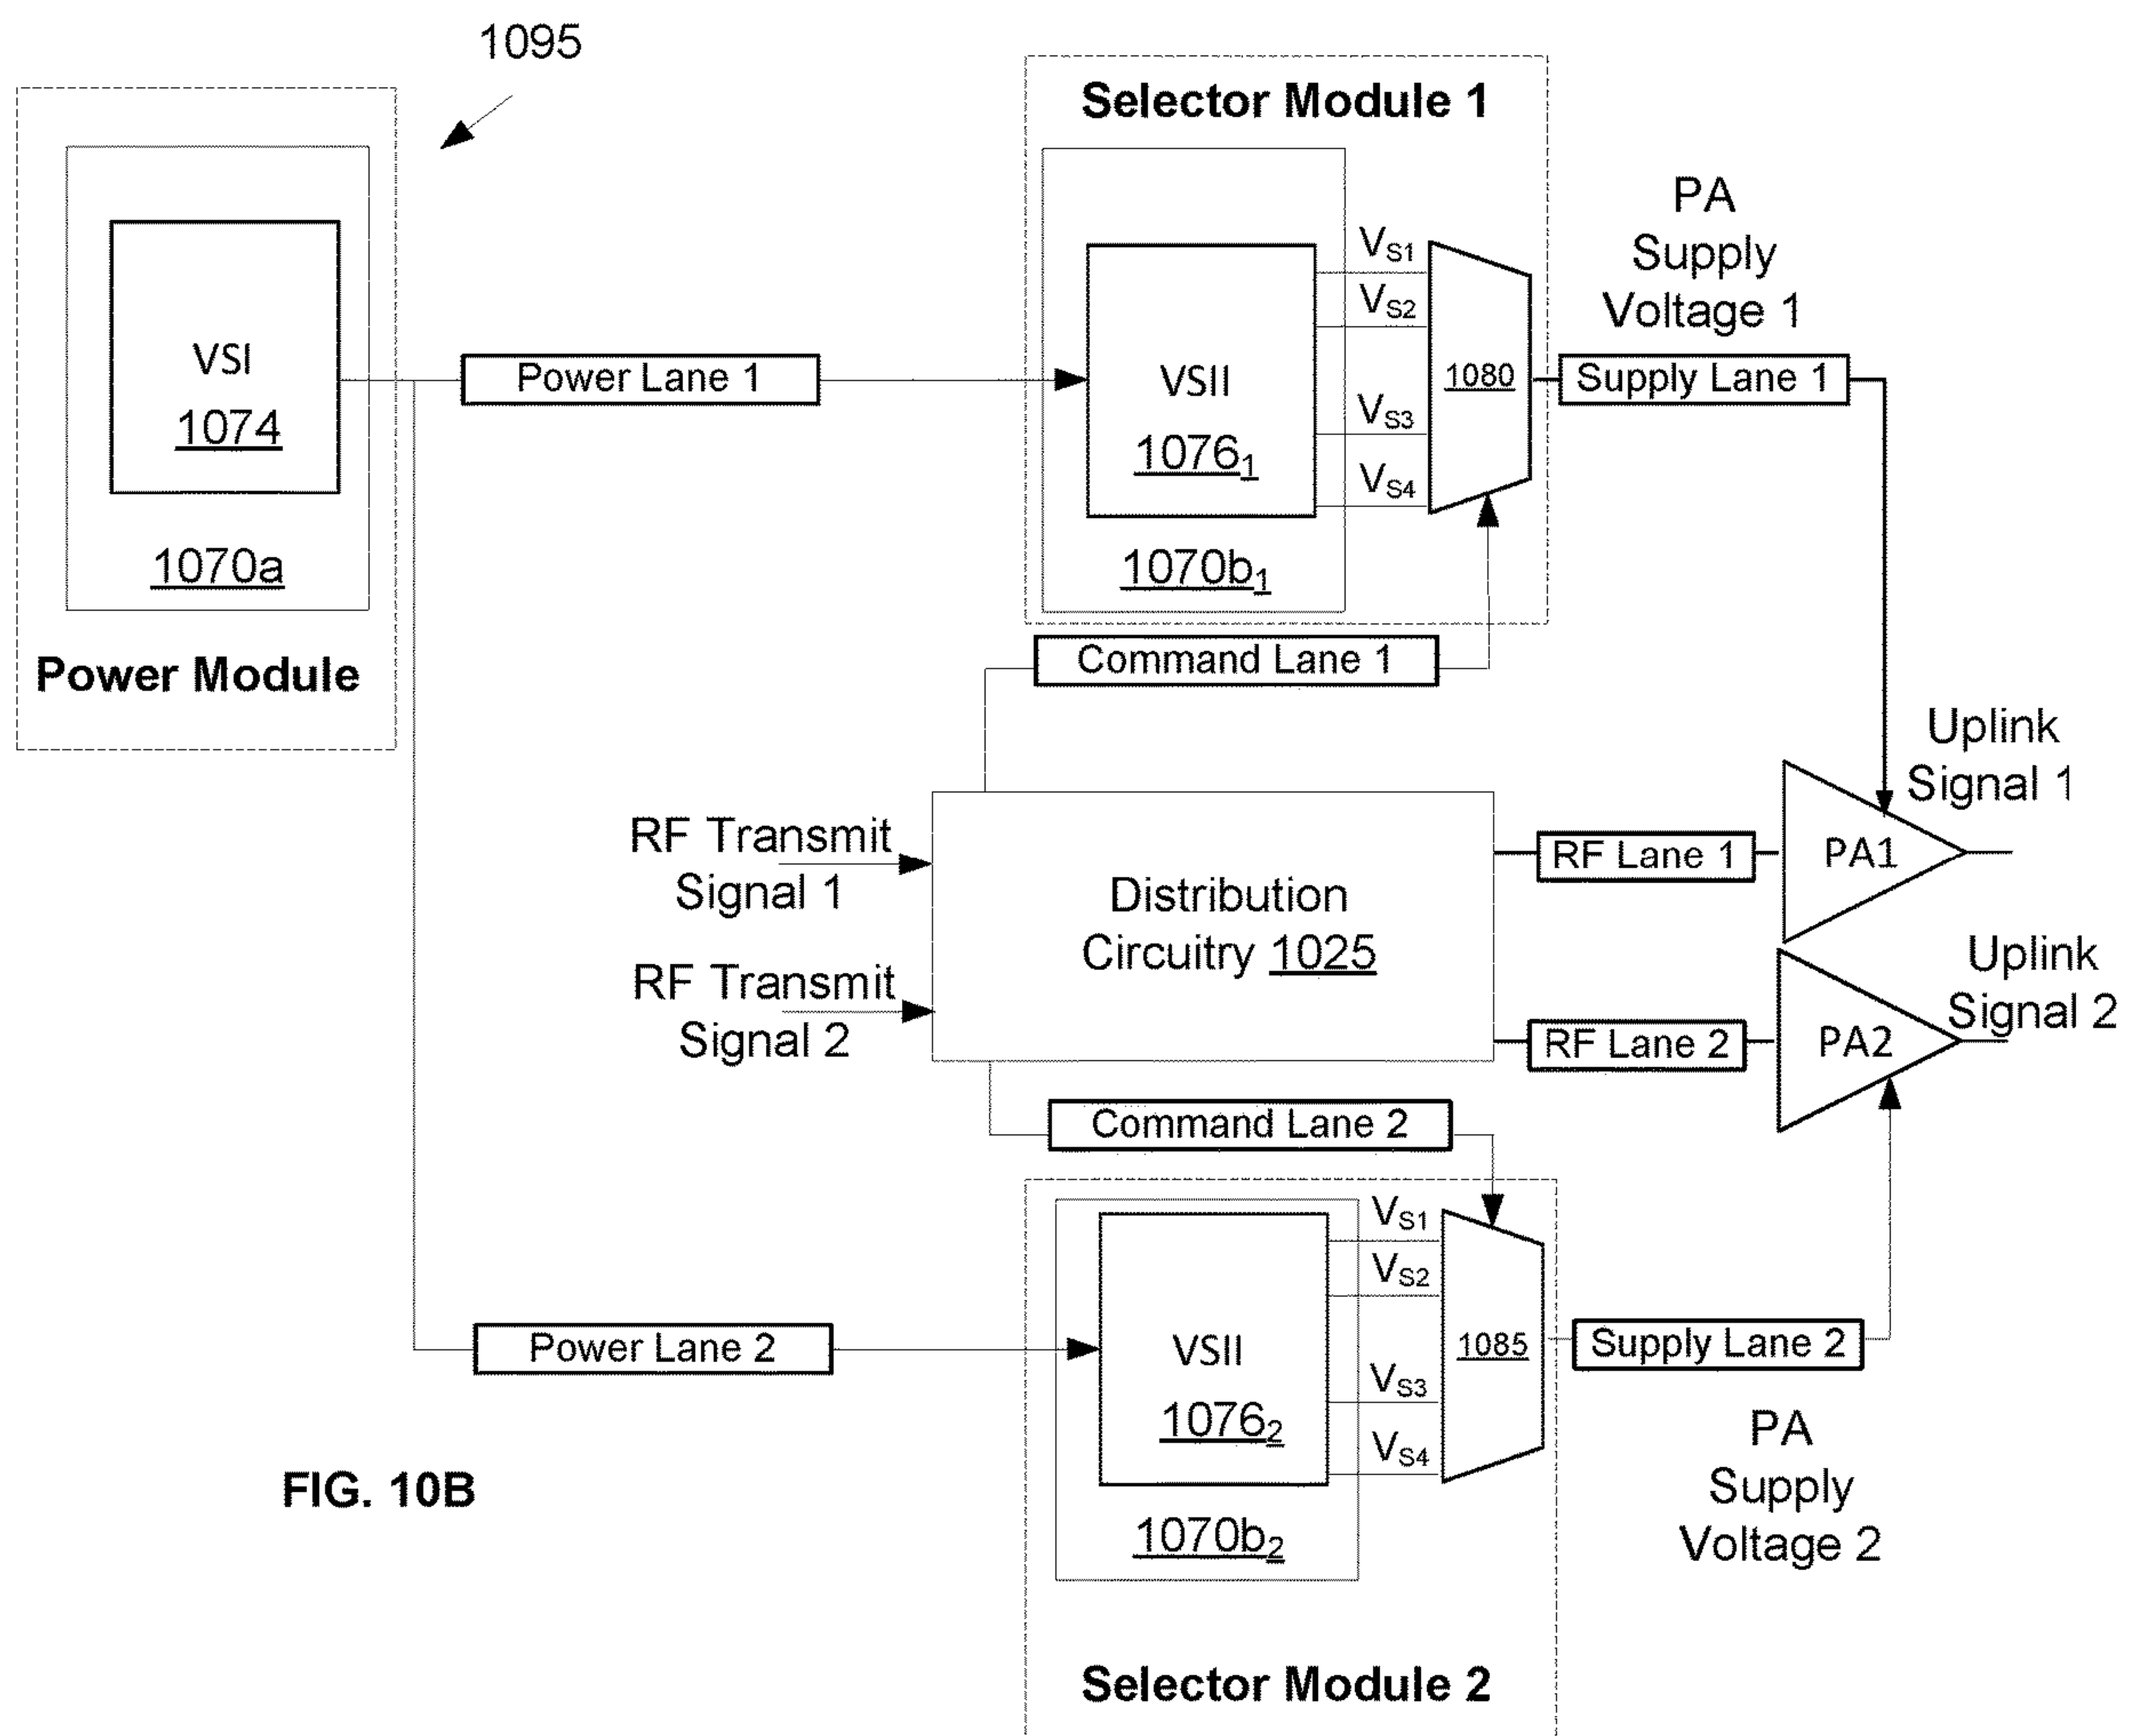 1095
Selector Module 1
PA
Supply
Voltage 1
VS1
VS2
VSI
1074
Power Lane 1
VSII
1076₁
1080
Supply Lane 1
VS3
VS4
1070a
1070b₁
Power Module
Command Lane 1
Uplink
Signal 1
RF Transmit
Signal 1
RF Lane 1
PA1
Distribution
Circuitry 1025
RF Transmit
Signal 2
Uplink
Signal 2
RF Lane 2
PA2
Command Lane 2
VS1
VS2
Power Lane 2
VSII
1076₂
1085
Supply Lane 2
VS3
VS4
PA
Supply
Voltage 2
FIG. 10B
1070b₂
Selector Module 2